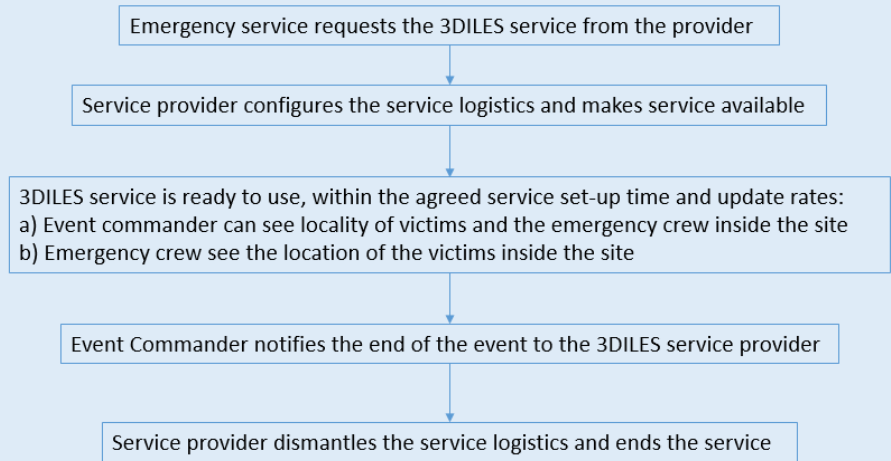 Emergency service requests the 3DILES service from the provider
Service provider configures the service logistics and makes service available
3DILES service is ready to use, within the agreed service set-up time and update rates:
a) Event commander can see locality of victims and the emergency crew inside the site
b) Emergency crew see the location of the victims inside the site
Event Commander notifies the end of the event to the 3DILES service provider
Service provider dismantles the service logistics and ends the service